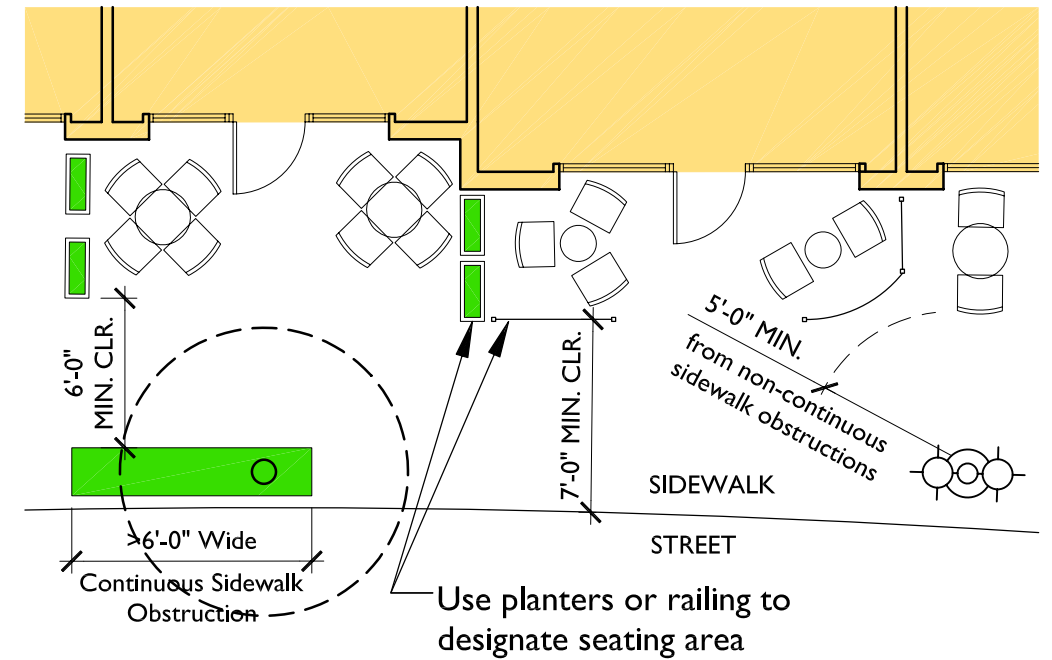 6'-0"
MIN. CLR.
7'-0" MIN. CLR.
5'-0" MIN.
from non-continuous
sidewalk obstructions
SIDEWALK
STREET
>6'-0" Wide
Continuous Sidewalk
Obstruction
Use planters or railing to
designate seating area